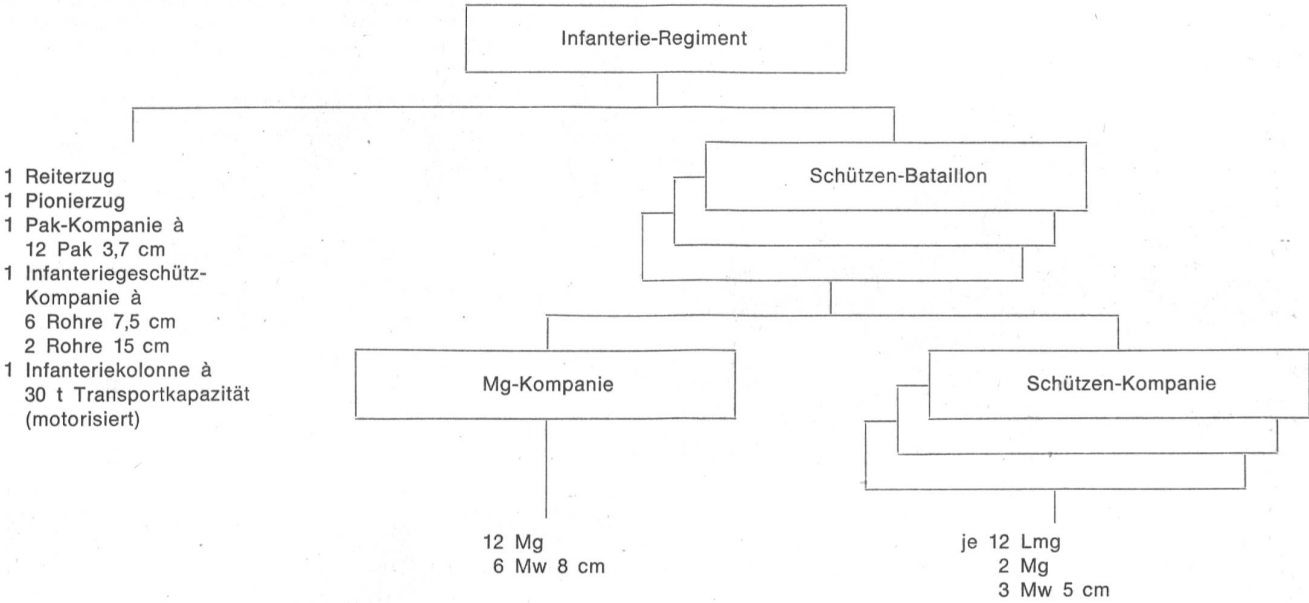 Infanterie-Regiment
1 Reiterzug
1 Pionierzug
1 Pak-Kompanie à
12 Pak 3,7 cm
1 Infanteriegeschütz-
Kompanie à
6 Rohre 7,5 cm
2 Rohre 15 cm
1 Infanteriekolonne à
30 t Transportkapazität
(motorisiert)
Schützen-Bataillon
Mg-Kompanie
Schützen-Kompanie
12 Mg
6 Mw 8 cm
je 12 Lmg
2 Mg
3 Mw 5 cm